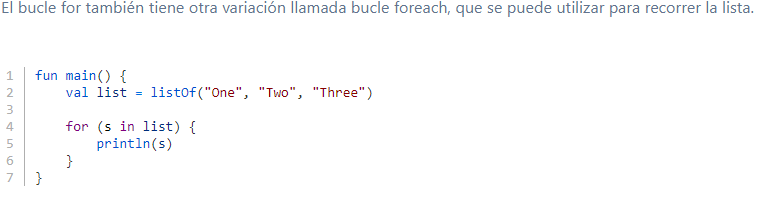 El bucle for también tiene otra variación llamada bucle foreach, que se puede utilizar para recorrer la lista.
1 fun main() {
2     val list = listOf("One", "Two", "Three")
3
4     for (s in list) {
5         println(s)
6     }
7 }